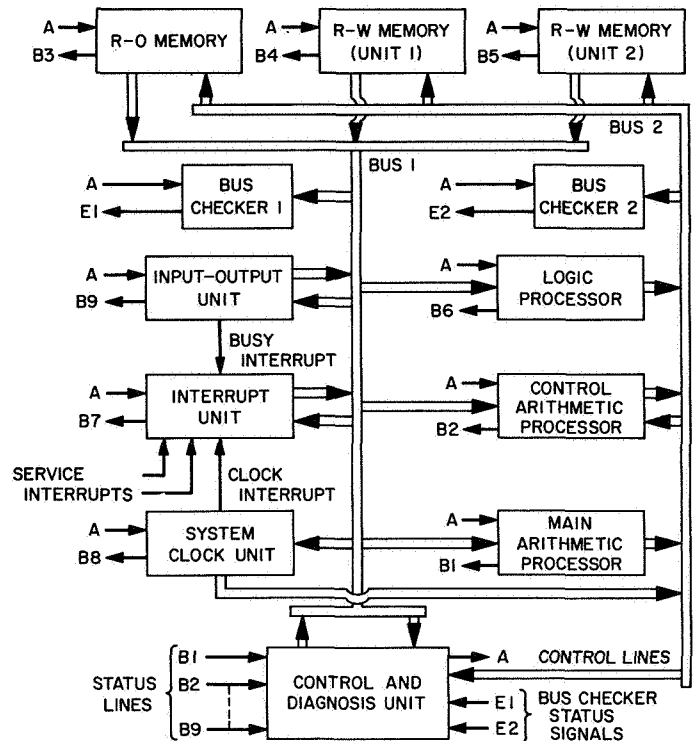 A
B3
R-O MEMORY
A
B4
R-W MEMORY
(UNIT 1)
A
B5
R-W MEMORY
(UNIT 2)
BUS 2
BUS 1
A
E1
BUS
CHECKER 1
A
E2
BUS
CHECKER 2
A
B9
INPUT-OUTPUT
UNIT
A
B6
LOGIC
PROCESSOR
BUSY
INTERRUPT
A
B7
INTERRUPT
UNIT
A
B2
CONTROL
ARITHMETIC
PROCESSOR
SERVICE
INTERRUPTS
CLOCK
INTERRUPT
A
B8
SYSTEM
CLOCK UNIT
A
B1
MAIN
ARITHMETIC
PROCESSOR
STATUS
LINES
B1
B2
B9
CONTROL AND
DIAGNOSIS UNIT
A CONTROL LINES
E1
E2
BUS CHECKER
STATUS
SIGNALS